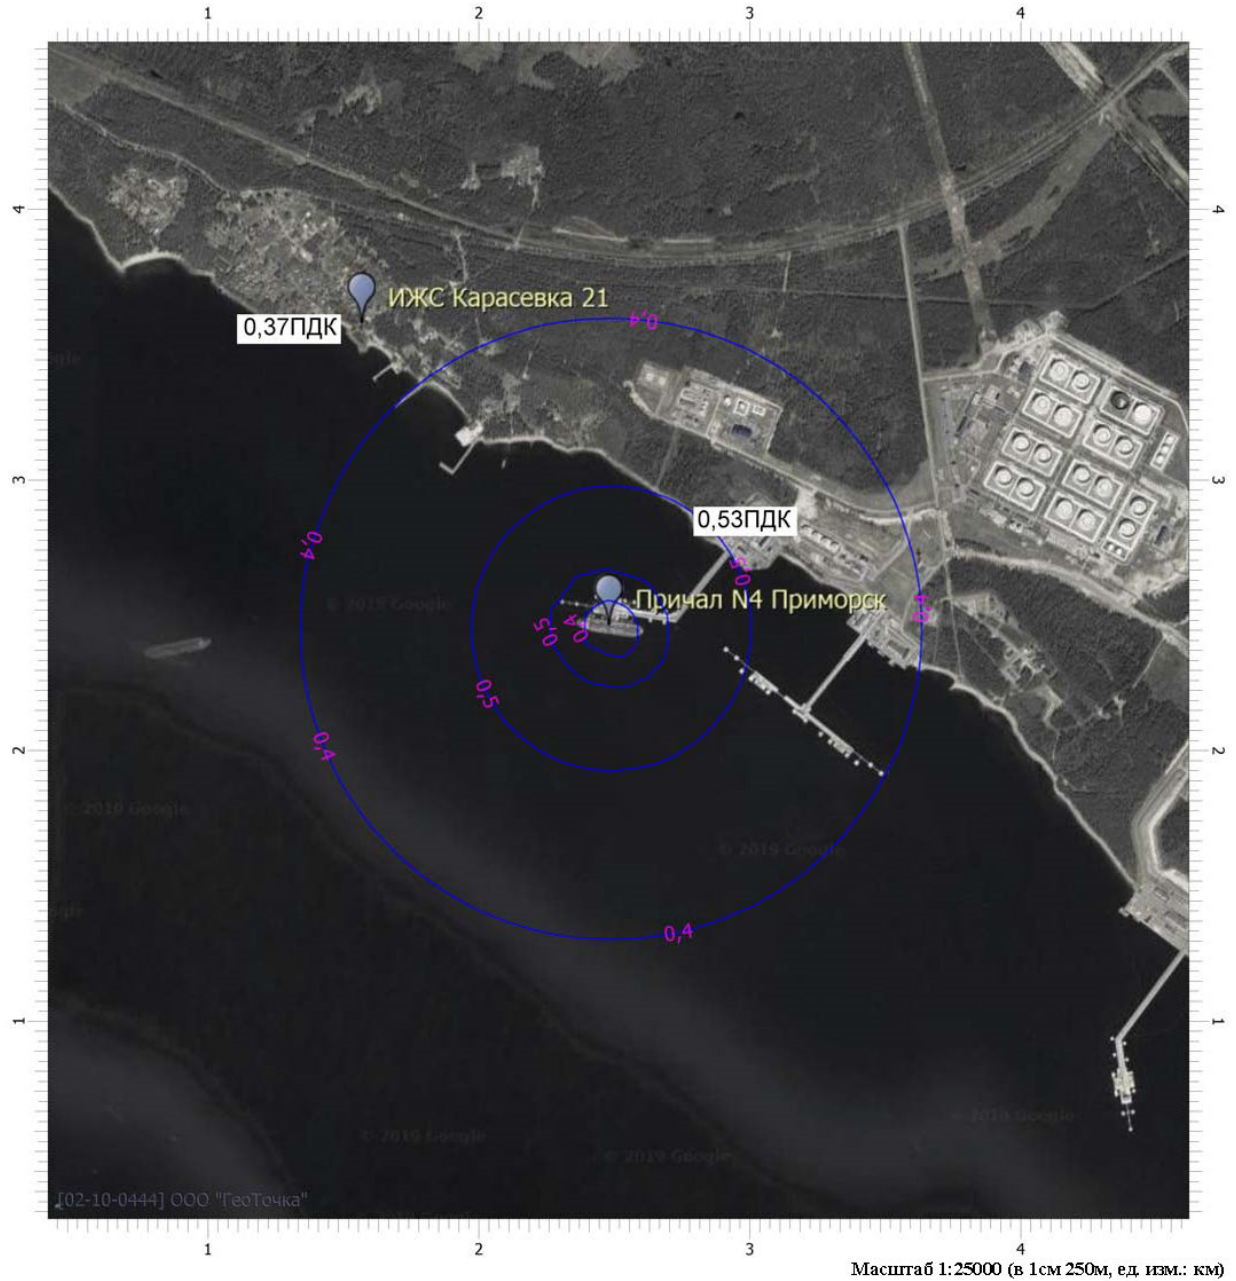 1 2 3 4
4 4
ИЖС Карасевка 21
0,37ПДК
0,4
3 3
0,53ПДК
0,4
0,5
Причал N4 Приморск
0,4
0,5
0,4
0,5
0,4
2 2
© 2019 Google
© 2019 Google
© 2019 Google
0,4
1 1
© 2019 Google
© 2019 Google
© 2019 Google
[02-10-0444] ООО "ГеоТочка"
1 2 3 4
Масштаб 1:25000 (в 1см 250м, ед. изм.: км)